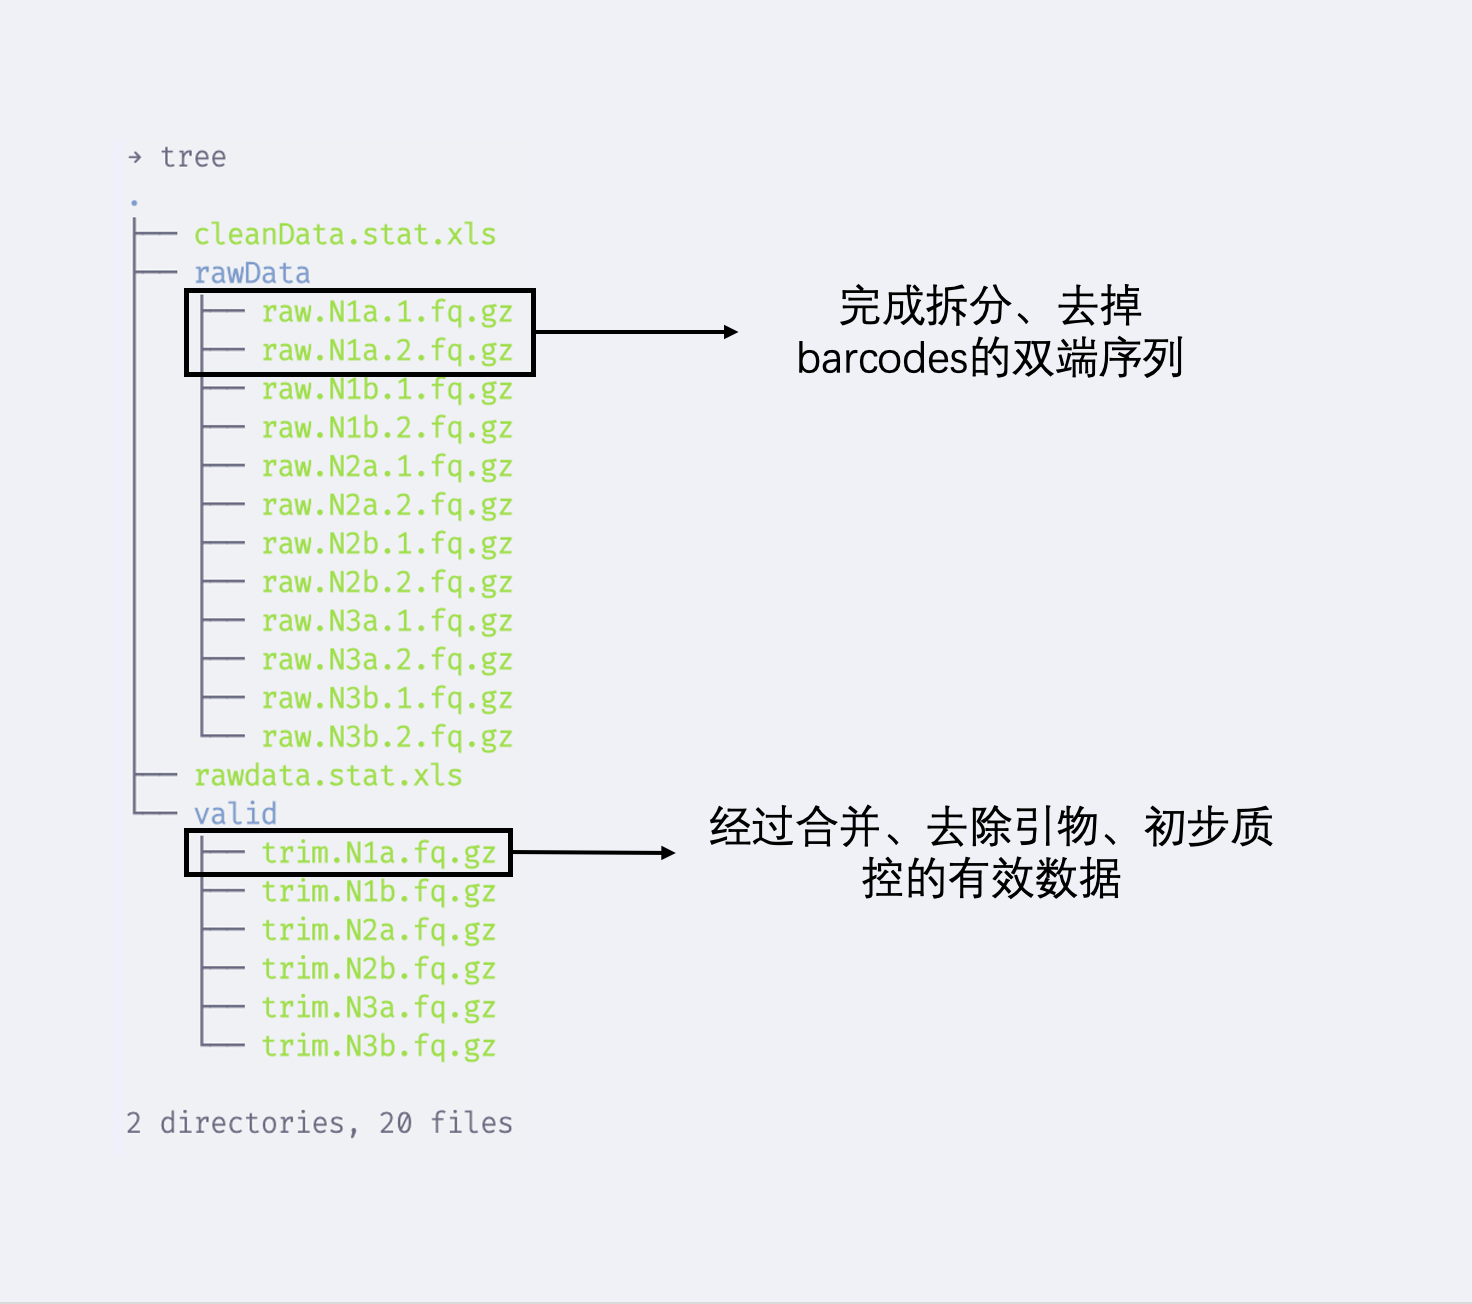 → tree
.
├── cleanData.stat.xls
├── rawData
│   ├── raw.N1a.1.fq.gz
│   ├── raw.N1a.2.fq.gz
完成拆分、去掉
barcodes的双端序列
│   ├── raw.N1b.1.fq.gz
│   ├── raw.N1b.2.fq.gz
│   ├── raw.N2a.1.fq.gz
│   ├── raw.N2a.2.fq.gz
│   ├── raw.N2b.1.fq.gz
│   ├── raw.N2b.2.fq.gz
│   ├── raw.N3a.1.fq.gz
│   ├── raw.N3a.2.fq.gz
│   ├── raw.N3b.1.fq.gz
│   └── raw.N3b.2.fq.gz
├── rawdata.stat.xls
└── valid
    ├── trim.N1a.fq.gz
经过合并、去除引物、初步质
控的有效数据
    ├── trim.N1b.fq.gz
    ├── trim.N2a.fq.gz
    ├── trim.N2b.fq.gz
    ├── trim.N3a.fq.gz
    └── trim.N3b.fq.gz
2 directories, 20 files